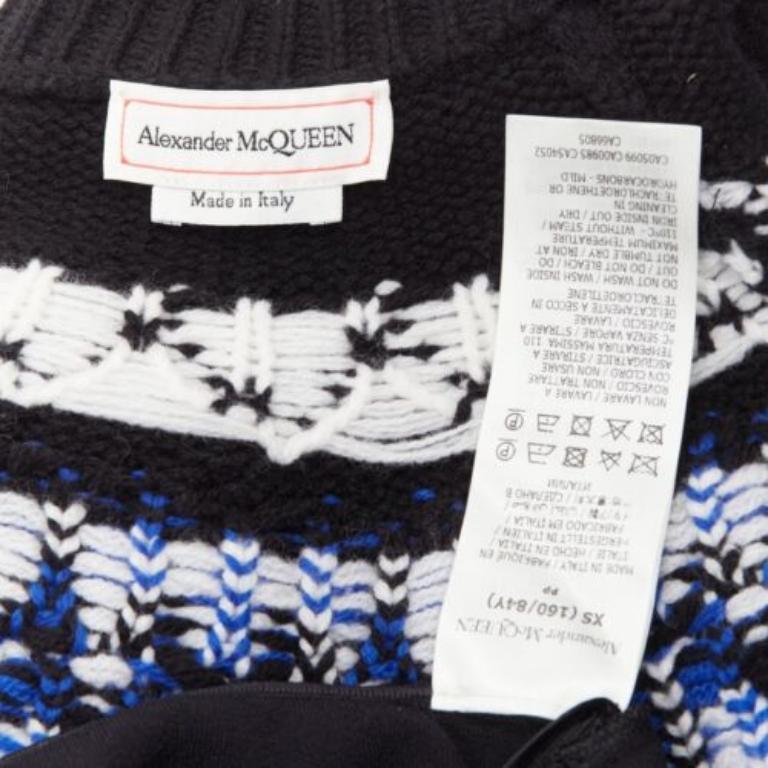 Alexander McQUEEN
Made in Italy
Alexander McQUEEN
XS (160/84Y)
PP
MADE IN ITALY / FABRIQUÉ EN
ITALIE / HECHO EN ITALIA
HERGESTELLT IN ITALIEN /
FABRICADO EM ITÁLIA /
СДЕЛАНО В
ИТАЛИИ
NON LAVARE / LAVARE A
ROVESCIO / NON TRATTARE
CON CLORO / NON USARE
ASCIUGATRICE / STIRARE A
TEMPERATURA MASSIMA 110
°C SENZA VAPORE / STIRARE A
ROVESCIO / LAVARE
DELICATAMENTE A SECCO IN
TETRACLOROETILENE
DO NOT WASH / WASH INSIDE
OUT / DO NOT BLEACH / DO
NOT TUMBLE DRY / IRON AT
MAXIMUM TEMPERATURE
110°C - WITHOUT STEAM /
IRON INSIDE OUT / DRY
CLEANING IN
TETRACHLOROETHENE OR
HYDROCARBONS - MILD
CA05099 CA00985 CA54052
CA66805